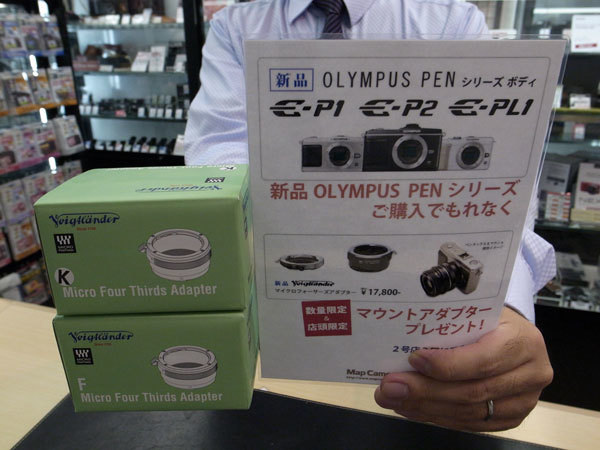 Voigtländer
K
Micro Four Thirds Adapter
Voigtländer
F
Micro Four Thirds Adapter
新品 OLYMPUS PEN シリーズ ボディ
E-P1 E-P2 E-PL1
新品 OLYMPUS PEN シリーズ
ご購入でもれなく
新品 Voigtländer
マイクロフォーサーズアダプター ¥17,800-
数量限定
&
店頭限定
マウントアダプター
プレゼント!
2号店
Map Cam